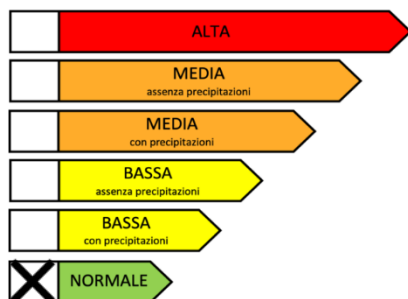 ALTA
MEDIA
assenza precipitazioni
MEDIA
con precipitazioni
BASSA
assenza precipitazioni
BASSA
con precipitazioni
NORMALE